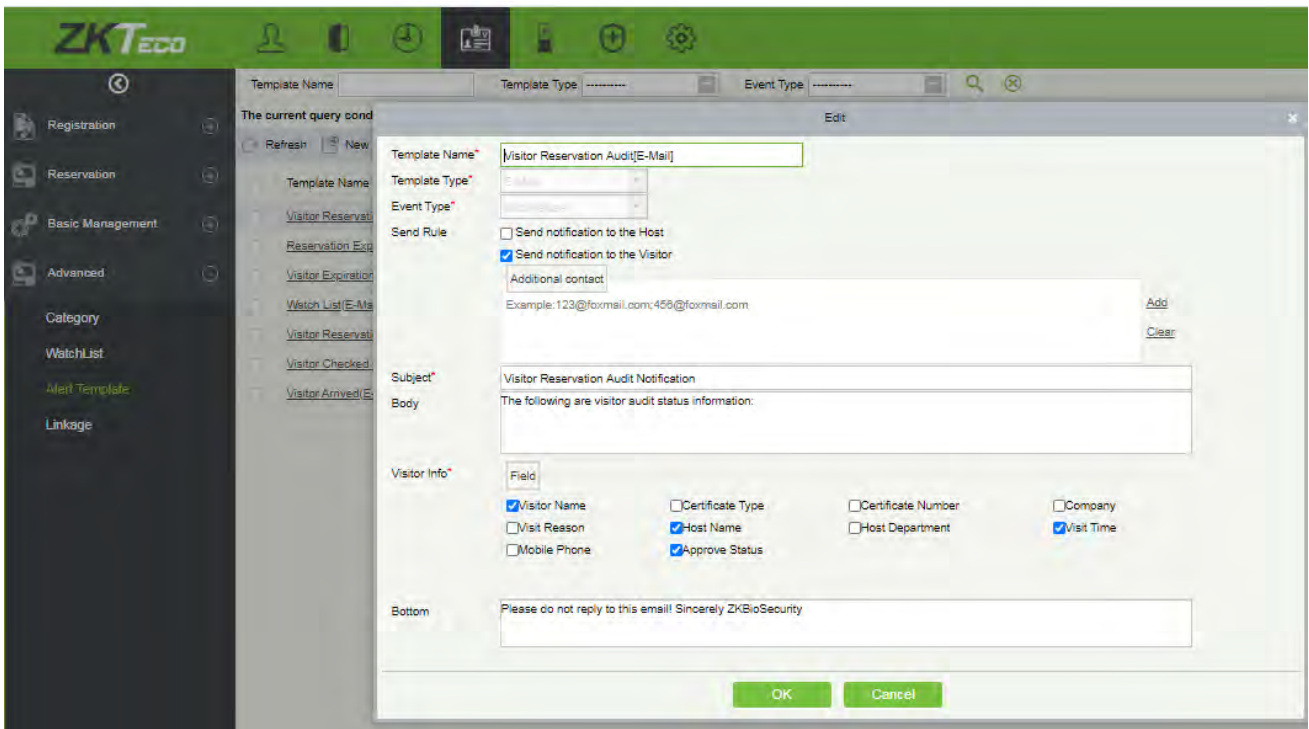 ZKTeco
Template Name Template Type ---------- Event Type ----------
The current query cond
Edit
Registration
Refresh New
Template Name* Visitor Reservation Audit[E-Mail]
Reservation
Template Name
Template Type*
Visitor Reservati
Event Type*
Basic Management
Send Rule Send notification to the Host
Reservation Exp
Send notification to the Visitor
Advanced
Visitor Expiration
Additional contact
Watch List(E-Ma
Example:123@foxmail.com;456@foxmail.com
Add
Category
Visitor Reservati
Clear
WatchList
Visitor Checked
Subject* Visitor Reservation Audit Notification
Alert Template
Visitor Arrived(E-
Body The following are visitor audit status information:
Linkage
Visitor Info* Field
Visitor Name Certificate Type Certificate Number Company
Visit Reason Host Name Host Department Visit Time
Mobile Phone Approve Status
Bottom Please do not reply to this email! Sincerely ZKBioSecurity
OK Cancel